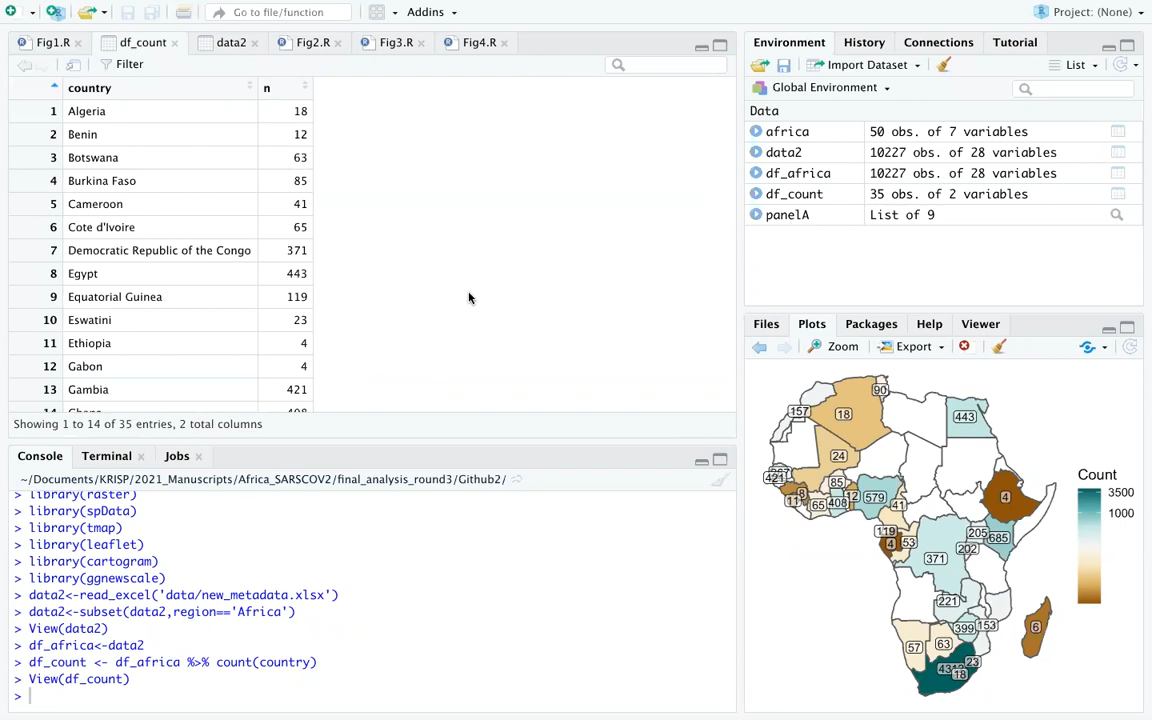 Go to file/function
Addins
Project: (None)
Fig1.R
df_count
data2
Fig2.R
Fig3.R
Fig4.R
Filter
country n
1 Algeria 18
2 Benin 12
3 Botswana 63
4 Burkina Faso 85
5 Cameroon 41
6 Cote d'Ivoire 65
7 Democratic Republic of the Congo 371
8 Egypt 443
9 Equatorial Guinea 119
10 Eswatini 23
11 Ethiopia 4
12 Gabon 4
13 Gambia 421
14 Ghana 408
Showing 1 to 14 of 35 entries, 2 total columns
Console Terminal Jobs
~/Documents/KRISP/2021_Manuscripts/Africa_SARSCOV2/final_analysis_round3/Github2/
> library(raster)
> library(spData)
> library(tmap)
> library(leaflet)
> library(cartogram)
> library(ggnewscale)
> data2<-read_excel('data/new_metadata.xlsx')
> data2<-subset(data2,region=='Africa')
> View(data2)
> df_africa<-data2
> df_count <- df_africa %>% count(country)
> View(df_count)
>
Environment History Connections Tutorial
Import Dataset
List
Global Environment
Data
africa 50 obs. of 7 variables
data2 10227 obs. of 28 variables
df_africa 10227 obs. of 28 variables
df_count 35 obs. of 2 variables
panelA List of 9
Files Plots Packages Help Viewer
Zoom
Export
90
157
18
443
24
421
85
8
12
579
11
65
408
41
4
119
4
53
205
685
202
371
221
399
153
6
57
63
23
18
Count
3500
1000